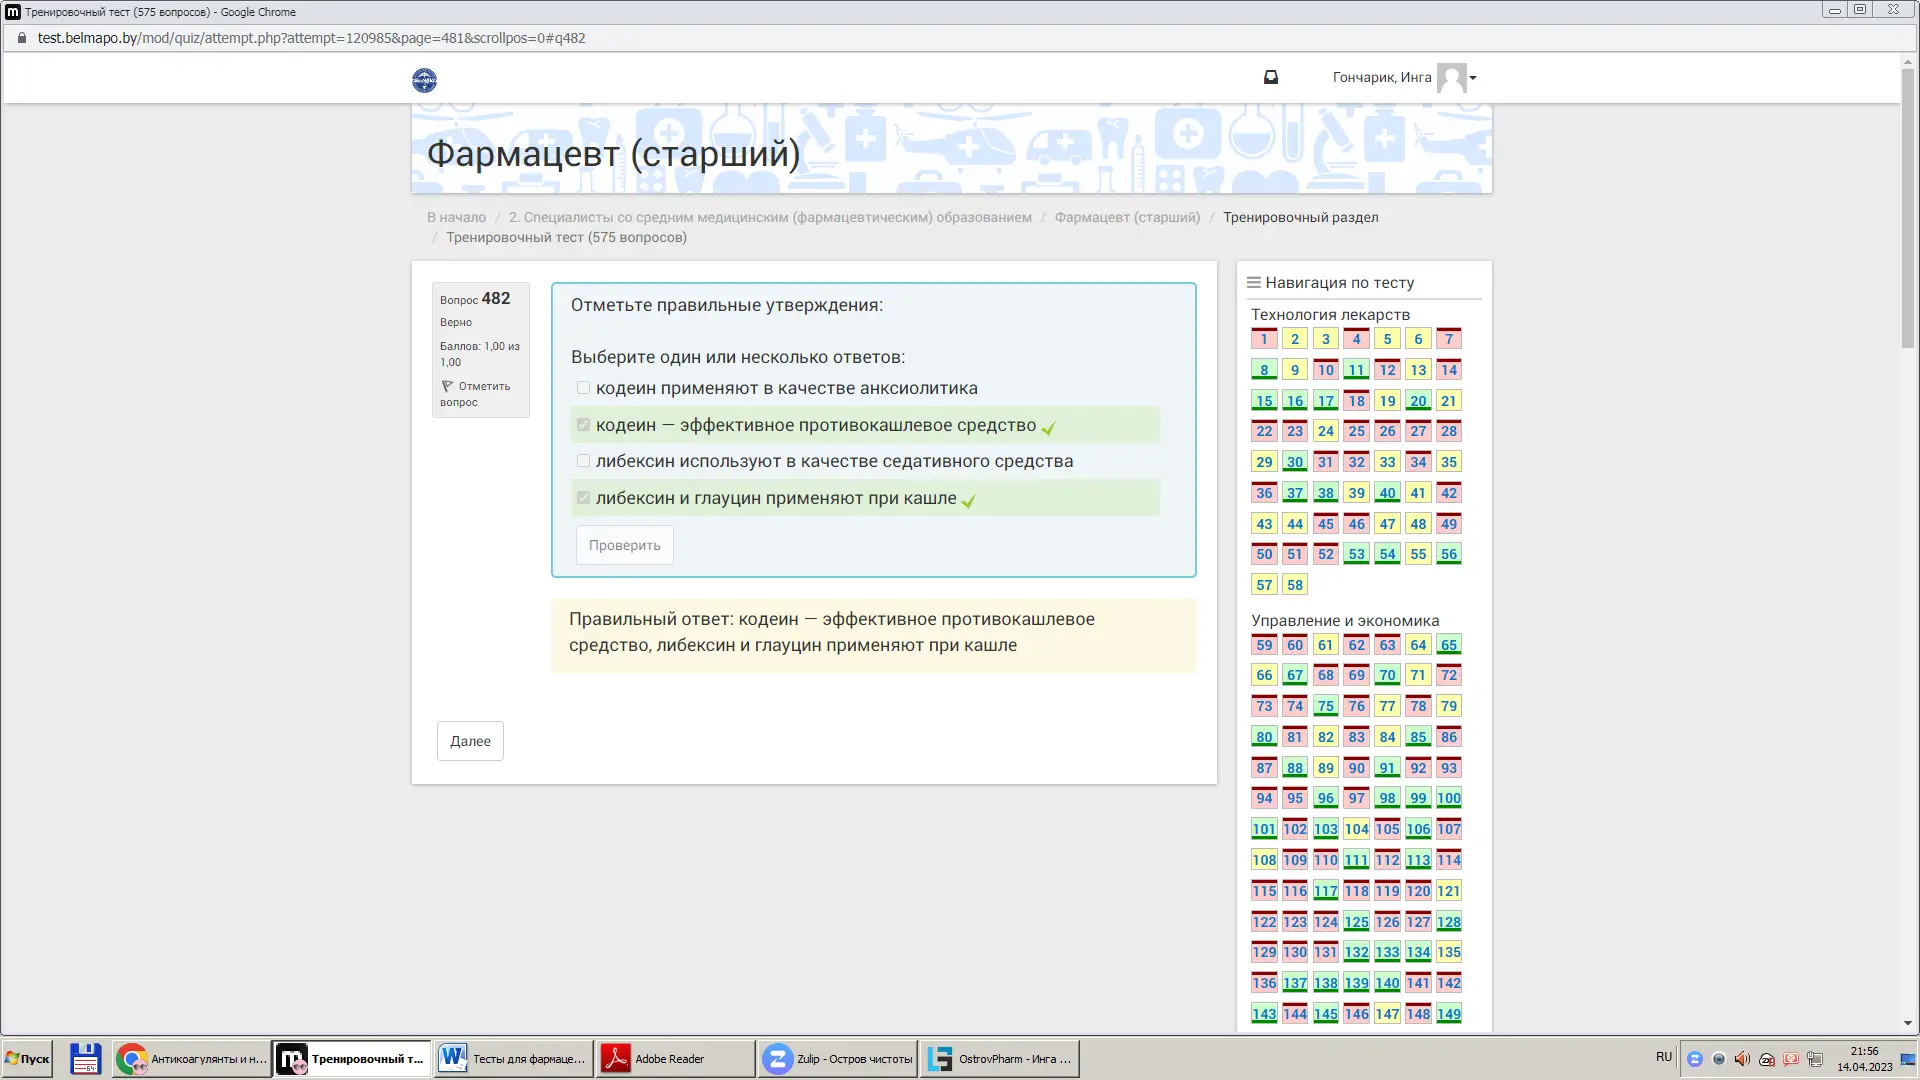 Тренировочный тест (575 вопросов) - Google Chrome
test.belmapo.by/mod/quiz/attempt.php?attempt=120985&page=481&scrollpos=0#q482
Гончарик, Инга
Фармацевт (старший)
В начало / 2. Специалисты со средним медицинским (фармацевтическим) образованием / Фармацевт (старший) / Тренировочный раздел
/ Тренировочный тест (575 вопросов)
Вопрос 482
Верно
Баллов: 1,00 из
1,00
Отметить
вопрос
Отметьте правильные утверждения:
Выберите один или несколько ответов:
кодеин применяют в качестве анксиолитика
кодеин — эффективное противокашлевое средство
либексин используют в качестве седативного средства
либексин и глауцин применяют при кашле
Проверить
Правильный ответ: кодеин — эффективное противокашлевое
средство, либексин и глауцин применяют при кашле
Далее
Навигация по тесту
Технология лекарств
1 2 3 4 5 6 7
8 9 10 11 12 13 14
15 16 17 18 19 20 21
22 23 24 25 26 27 28
29 30 31 32 33 34 35
36 37 38 39 40 41 42
43 44 45 46 47 48 49
50 51 52 53 54 55 56
57 58
Управление и экономика
59 60 61 62 63 64 65
66 67 68 69 70 71 72
73 74 75 76 77 78 79
80 81 82 83 84 85 86
87 88 89 90 91 92 93
94 95 96 97 98 99 100
101 102 103 104 105 106 107
108 109 110 111 112 113 114
115 116 117 118 119 120 121
122 123 124 125 126 127 128
129 130 131 132 133 134 135
136 137 138 139 140 141 142
143 144 145 146 147 148 149
Пуск
Антикоагулянты и н...
Тренировочный т...
Тесты для фармаце...
Adobe Reader
Zulip - Остров чистоты
OstrovPharm - Инга ...
RU
21:56
14.04.2023